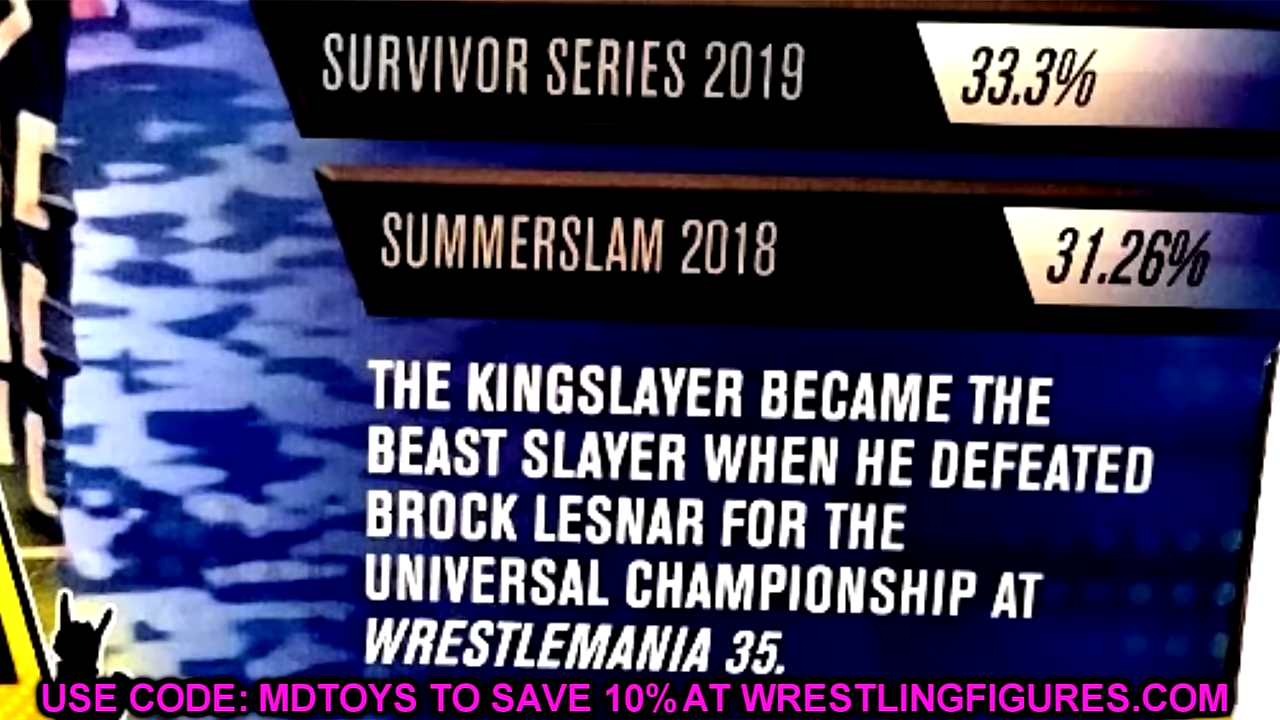 SURVIVOR SERIES 2019 33.3%
SUMMERSLAM 2018 31.26%
THE KINGSLAYER BECAME THE
BEAST SLAYER WHEN HE DEFEATED
BROCK LESNAR FOR THE
UNIVERSAL CHAMPIONSHIP AT
WRESTLEMANIA 35.
USE CODE: MDTOYS TO SAVE 10% AT WRESTLINGFIGURES.COM